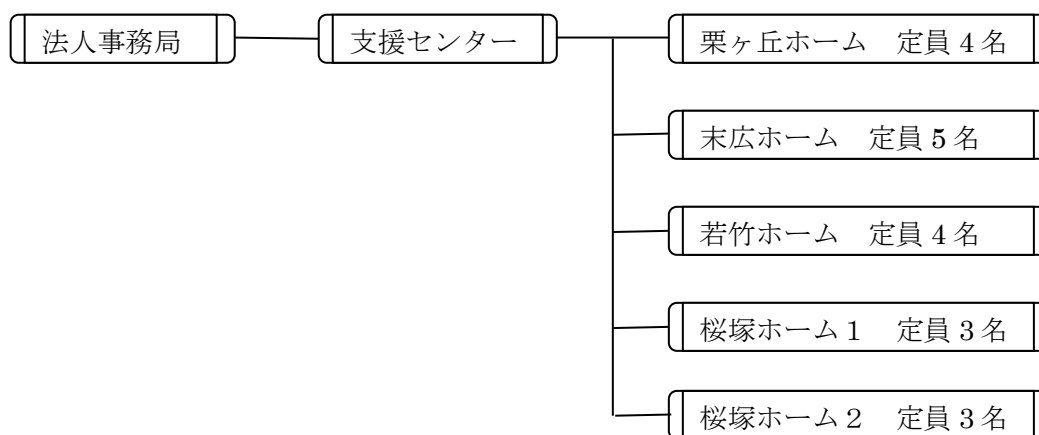 法人事務局
支援センター
栗ヶ丘ホーム　定員 4 名
末広ホーム　定員 5 名
若竹ホーム　定員 4 名
桜塚ホーム１　定員 3 名
桜塚ホーム２　定員 3 名